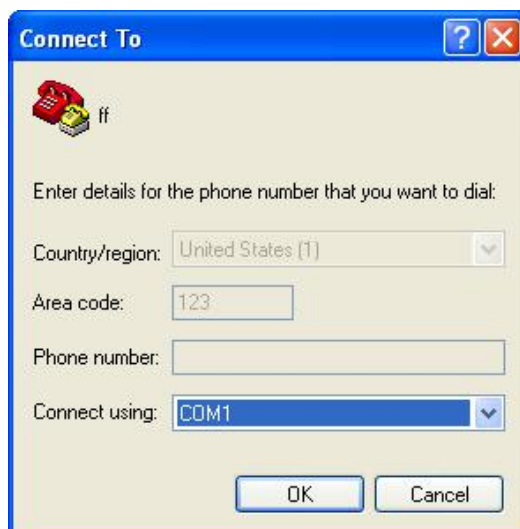 Connect To
?
ff
Enter details for the phone number that you want to dial:
Country/region: United States (1)
Area code: 123
Phone number:
Connect using: COM1
OK Cancel